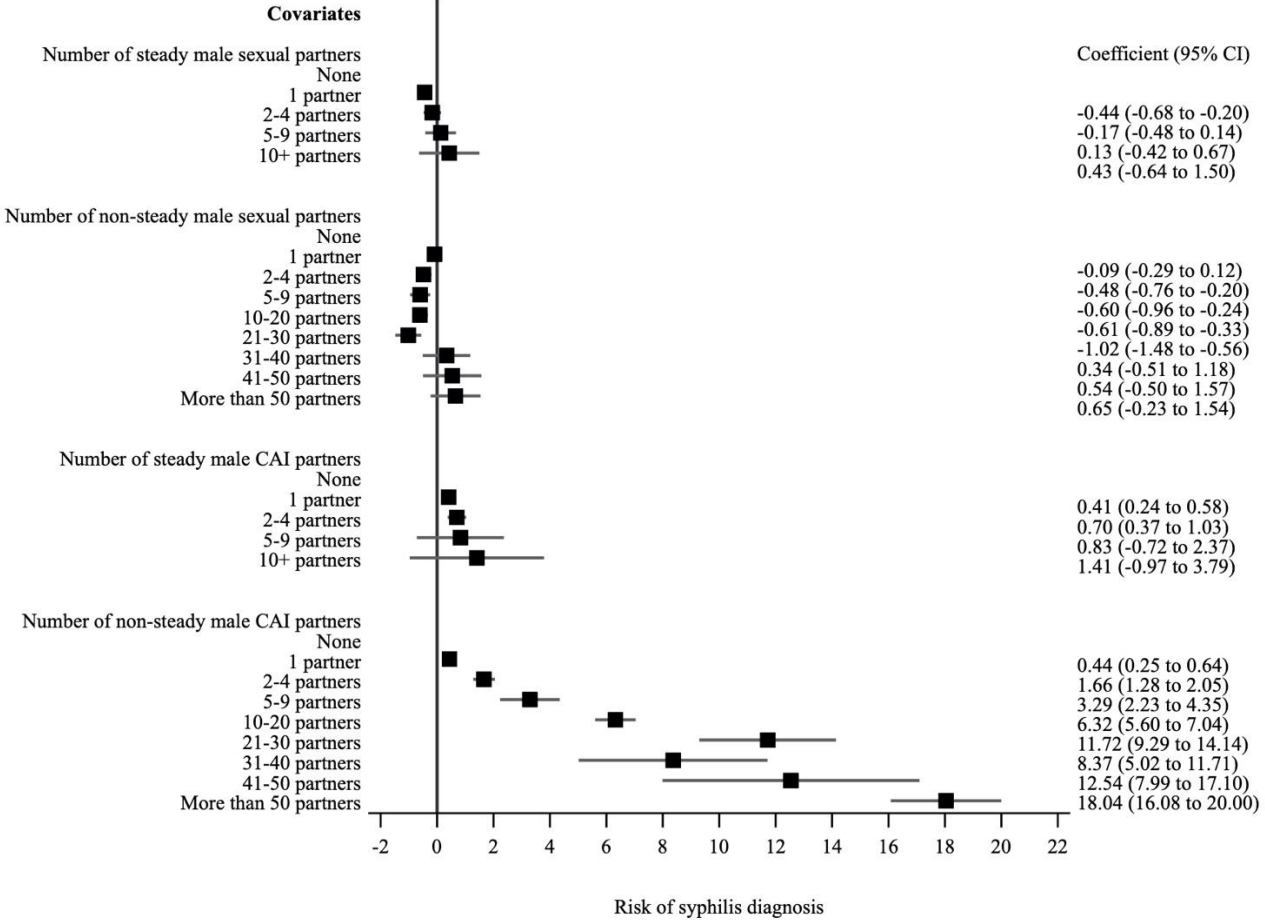 Covariates
Number of steady male sexual partners
Coefficient (95% CI)
None
1 partner
2-4 partners
-0.44 (-0.68 to -0.20)
5-9 partners
-0.17 (-0.48 to 0.14)
10+ partners
0.13 (-0.42 to 0.67)
0.43 (-0.64 to 1.50)
Number of non-steady male sexual partners
None
1 partner
2-4 partners
-0.09 (-0.29 to 0.12)
5-9 partners
-0.48 (-0.76 to -0.20)
10-20 partners
-0.60 (-0.96 to -0.24)
21-30 partners
-0.61 (-0.89 to -0.33)
31-40 partners
-1.02 (-1.48 to -0.56)
41-50 partners
0.34 (-0.51 to 1.18)
More than 50 partners
0.54 (-0.50 to 1.57)
0.65 (-0.23 to 1.54)
Number of steady male CAI partners
None
1 partner
0.41 (0.24 to 0.58)
2-4 partners
0.70 (0.37 to 1.03)
5-9 partners
0.83 (-0.72 to 2.37)
10+ partners
1.41 (-0.97 to 3.79)
Number of non-steady male CAI partners
None
1 partner
0.44 (0.25 to 0.64)
2-4 partners
1.66 (1.28 to 2.05)
5-9 partners
3.29 (2.23 to 4.35)
10-20 partners
6.32 (5.60 to 7.04)
21-30 partners
11.72 (9.29 to 14.14)
31-40 partners
8.37 (5.02 to 11.71)
41-50 partners
12.54 (7.99 to 17.10)
More than 50 partners
18.04 (16.08 to 20.00)
-2 0 2 4 6 8 10 12 14 16 18 20 22
Risk of syphilis diagnosis